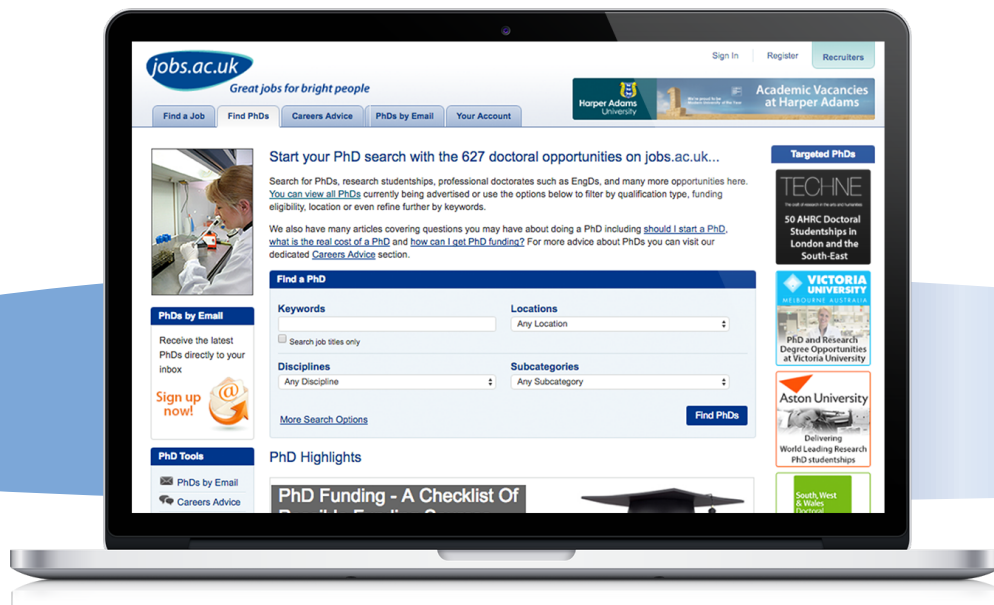 jobs.ac.uk
Great jobs for bright people
Sign In
Register
Recruiters
Harper Adams
University
Academic Vacancies
at Harper Adams
Find a Job
Find PhDs
Careers Advice
PhDs by Email
Your Account
Start your PhD search with the 627 doctoral opportunities on jobs.ac.uk...
Search for PhDs, research studentships, professional doctorates such as EngDs, and many more opportunities here.
You can view all PhDs currently being advertised or use the options below to filter by qualification type, funding
eligibility, location or even refine further by keywords.
We also have many articles covering questions you may have about doing a PhD including should I start a PhD,
what is the real cost of a PhD and how can I get PhD funding? For more advice about PhDs you can visit our
dedicated Careers Advice section.
Find a PhD
Keywords
Search job titles only
Locations
Any Location
Disciplines
Any Discipline
Subcategories
Any Subcategory
More Search Options
Find PhDs
PhDs by Email
Receive the latest
PhDs directly to your
inbox
Sign up
now!
@
PhD Tools
PhDs by Email
Careers Advice
PhD Highlights
PhD Funding - A Checklist Of
Targeted PhDs
TECHNE
The craft of research in the arts and humanities
50 AHRC Doctoral
Studentships in
London and the
South-East
VICTORIA
UNIVERSITY
MELBOURNE AUSTRALIA
PhD and Research
Degree Opportunities
at Victoria University
Aston University
Delivering
World Leading Research
PhD studentships
South, West
& Wales
Doctoral